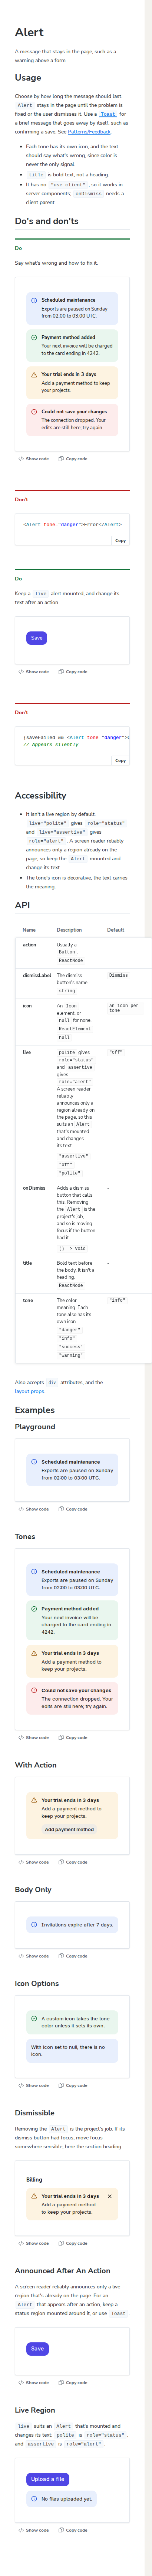 Alert
A message that stays in the page, such as a
warning above a form.
Usage
Choose by how long the message should last:
Alert stays in the page until the problem is
fixed or the user dismisses it. Use a Toast for
a brief message that goes away by itself, such as
confirming a save. See Patterns/Feedback.
Each tone has its own icon, and the text
should say what's wrong, since color is
never the only signal.
title is bold text, not a heading.
It has no "use client", so it works in
server components; onDismiss needs a
client parent.
Do's and don'ts
Do
Say what's wrong and how to fix it.
Scheduled maintenance
Exports are paused on Sunday
from 02:00 to 03:00 UTC.
Payment method added
Your next invoice will be charged
to the card ending in 4242.
Your trial ends in 3 days
Add a payment method to keep
your projects.
Could not save your changes
The connection dropped. Your
edits are still here; try again.
Show code
Copy code
Don't
<Alert tone="danger">Error</Alert>
Copy
Do
Keep a live alert mounted, and change its
text after an action.
Save
Show code
Copy code
Don't
{saveFailed && <Alert tone="danger">C
// Appears silently
Copy
Accessibility
It isn't a live region by default.
live="polite" gives role="status"
and live="assertive" gives
role="alert". A screen reader reliably
announces only a region already on the
page, so keep the Alert mounted and
change its text.
The tone's icon is decorative; the text carries
the meaning.
API
Name Description Default
action Usually a -
Button.
ReactNode
dismissLabel The dismiss Dismiss
button's name.
string
icon An Icon an icon per
element, or tone
null for none.
ReactElement
null
live polite gives "off"
role="status"
and assertive
gives
role="alert".
A screen reader
reliably
announces only a
region already on
the page, so this
suits an Alert
that's mounted
and changes
its text.
"assertive"
"off"
"polite"
onDismiss Adds a dismiss -
button that calls
this. Removing
the Alert is the
project's job,
and so is moving
focus if the button
had it.
() => void
title Bold text before -
the body. It isn't a
heading.
ReactNode
tone The color "info"
meaning. Each
tone also has its
own icon.
"danger"
"info"
"success"
"warning"
Also accepts div attributes, and the
layout props.
Examples
Playground
Scheduled maintenance
Exports are paused on Sunday
from 02:00 to 03:00 UTC.
Show code
Copy code
Tones
Scheduled maintenance
Exports are paused on Sunday
from 02:00 to 03:00 UTC.
Payment method added
Your next invoice will be
charged to the card ending in
4242.
Your trial ends in 3 days
Add a payment method to
keep your projects.
Could not save your changes
The connection dropped. Your
edits are still here; try again.
Show code
Copy code
With Action
Your trial ends in 3 days
Add a payment method to
keep your projects.
Add payment method
Show code
Copy code
Body Only
Invitations expire after 7 days.
Show code
Copy code
Icon Options
A custom icon takes the tone
color unless it sets its own.
With icon set to null, there is no
icon.
Show code
Copy code
Dismissible
Removing the Alert is the project's job. If its
dismiss button had focus, move focus
somewhere sensible, here the section heading.
Billing
Your trial ends in 3 days
Add a payment method
to keep your projects.
Show code
Copy code
Announced After An Action
A screen reader reliably announces only a live
region that's already on the page. For an
Alert that appears after an action, keep a
status region mounted around it, or use Toast.
Save
Show code
Copy code
Live Region
live suits an Alert that's mounted and
changes its text: polite is role="status",
and assertive is role="alert".
Upload a file
No files uploaded yet.
Show code
Copy code